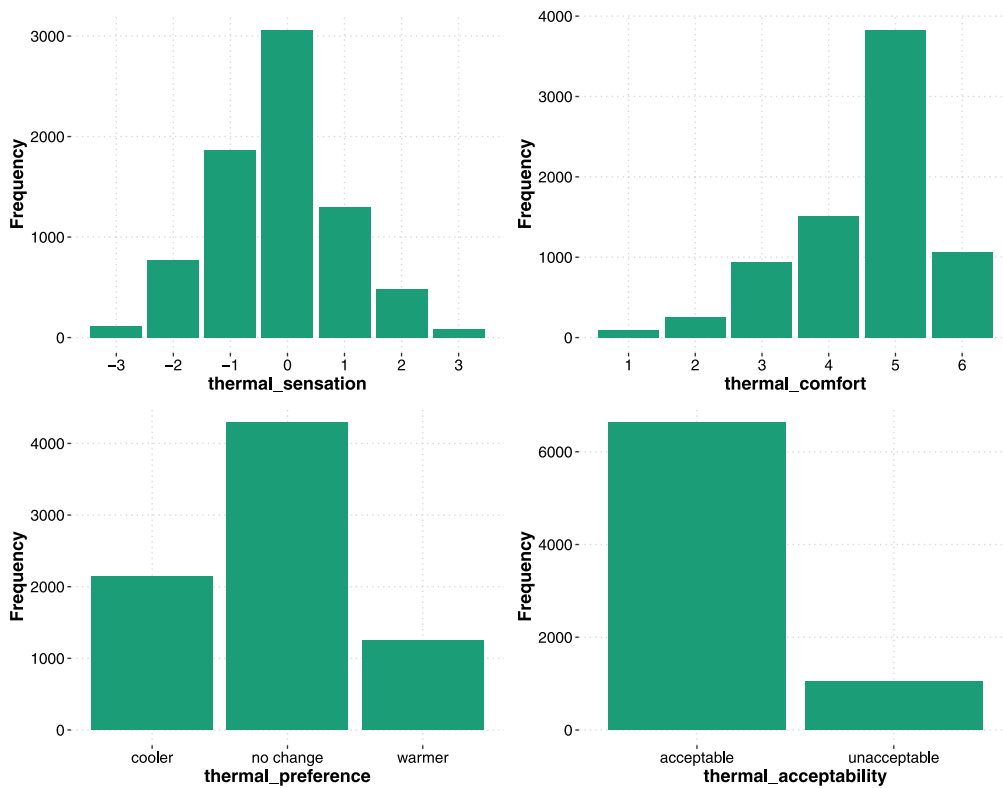 Frequency
3000
2000
1000
0
−3 −2 −1 0 1 2 3
thermal_sensation
Frequency
4000
3000
2000
1000
0
1 2 3 4 5 6
thermal_comfort
Frequency
4000
3000
2000
1000
0
cooler no change warmer
thermal_preference
Frequency
6000
4000
2000
0
acceptable unacceptable
thermal_acceptability